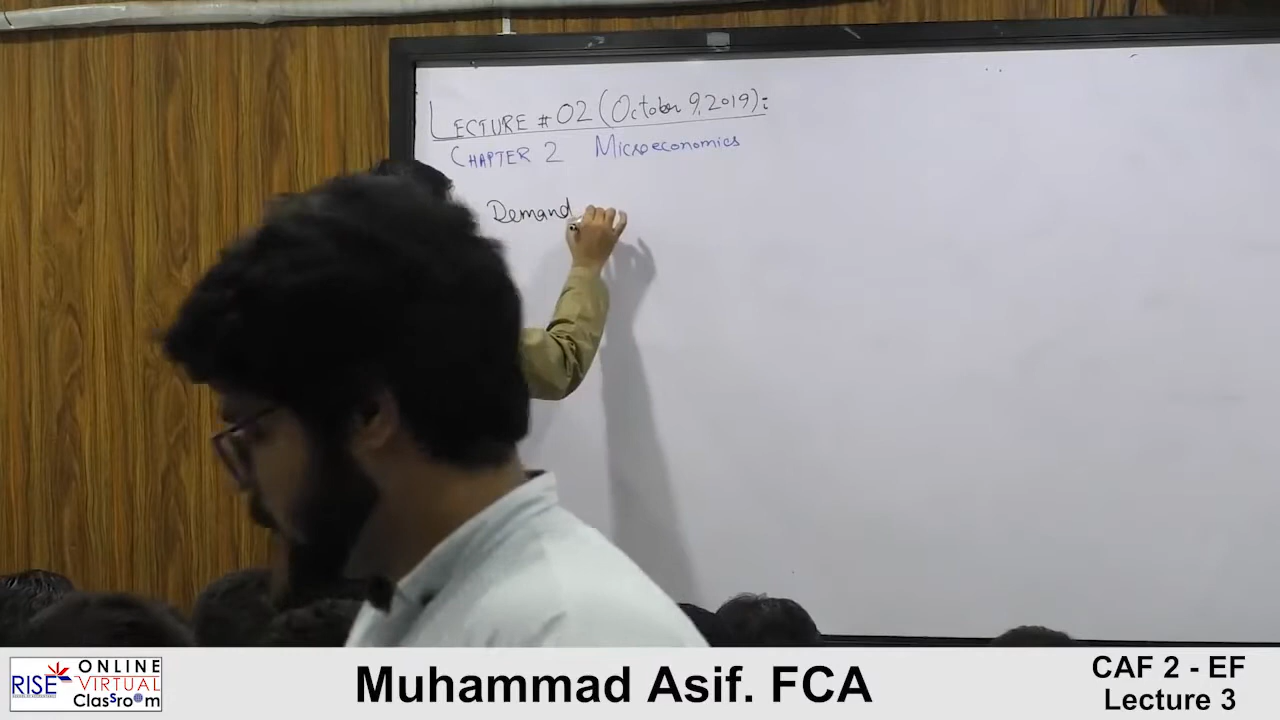 LECTURE # 02 (October 9, 2019):
CHAPTER 2 Microeconomics
Demand
RISE ONLINE VIRTUAL Classroom
Muhammad Asif. FCA
CAF 2 - EF
Lecture 3